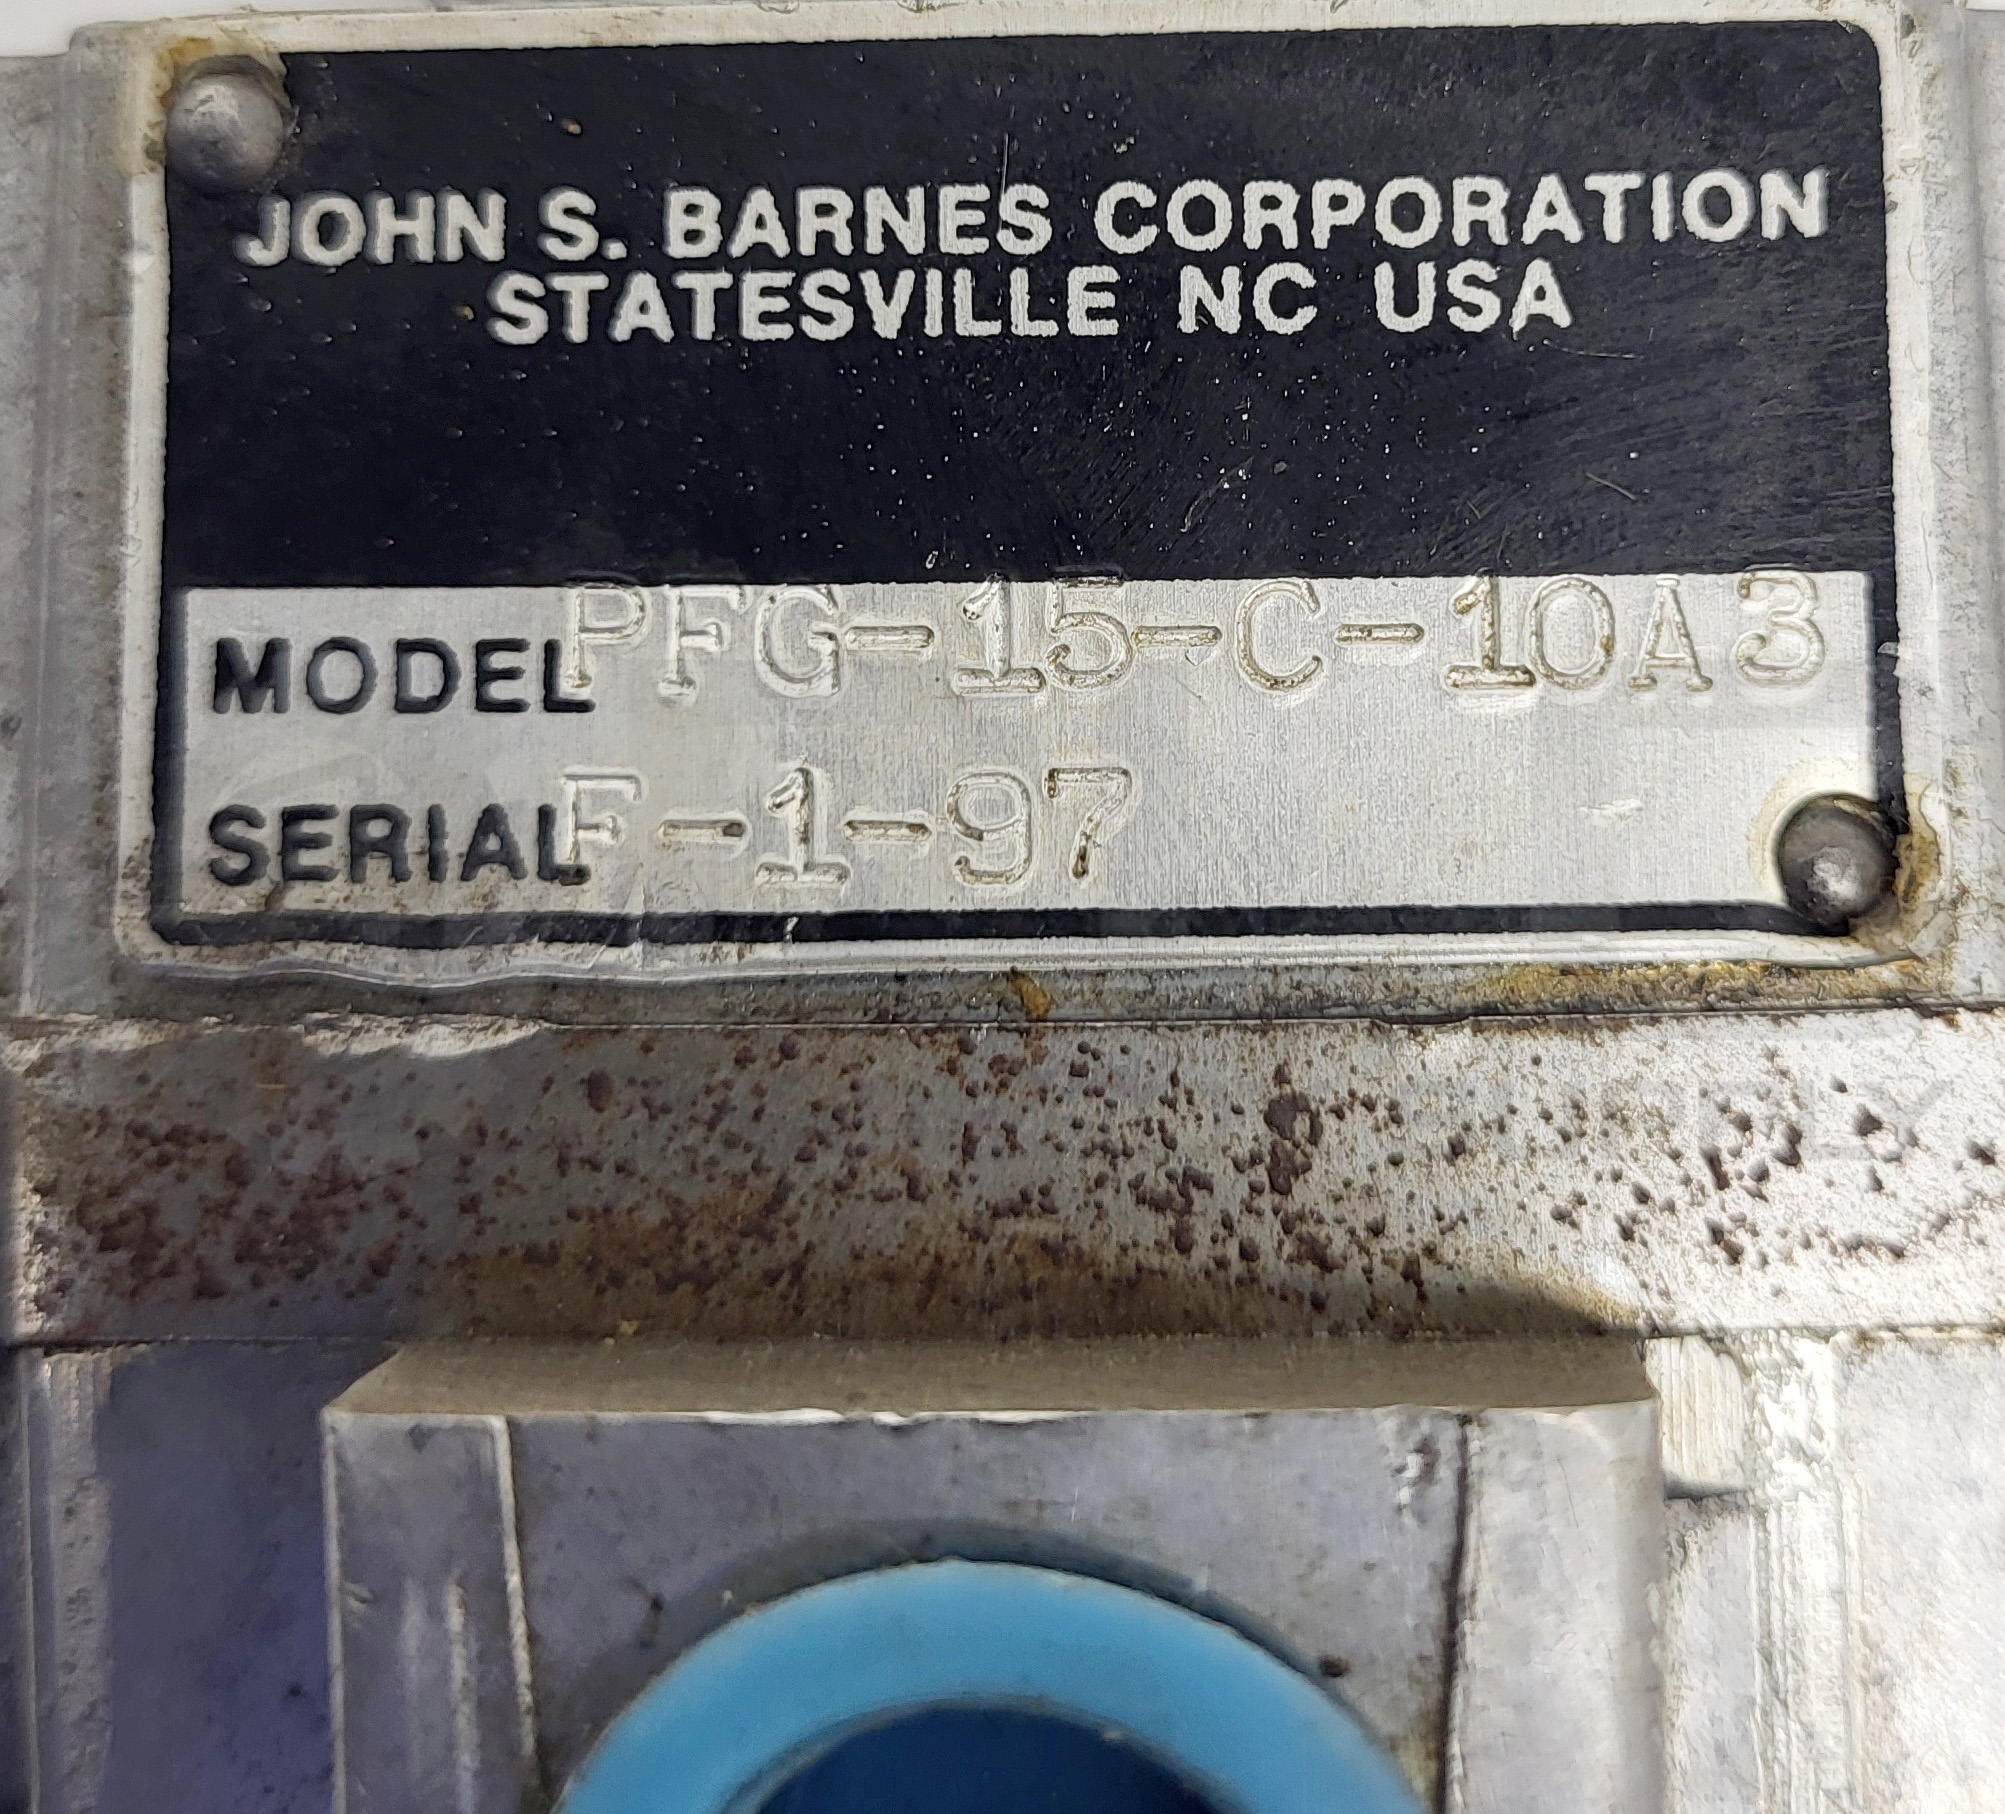 JOHN S. BARNES CORPORATION
STATESVILLE NC USA
MODEL PFG-15-C-10A3
SERIAL F-1-97